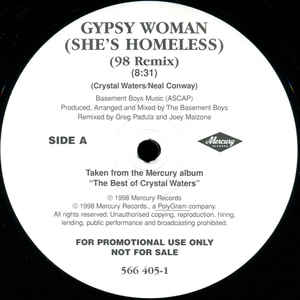 GYPSY WOMAN
(SHE'S HOMELESS)
(98 Remix)
(8:31)
(Crystal Waters/Neal Conway)
Basement Boys Music (ASCAP)
Produced, Arranged and Mixed by The Basement Boys
Remixed by Greg Padula and Joey Maizone
SIDE A
Mercury
RECORDS
Taken from the Mercury album
"The Best of Crystal Waters"
℗ 1998 Mercury Records
© 1998 Mercury Records, a PolyGram company.
All rights reserved. Unauthorised copying, reproduction, hiring,
lending, public performance and broadcasting prohibited.
FOR PROMOTIONAL USE ONLY
NOT FOR SALE
566 405-1